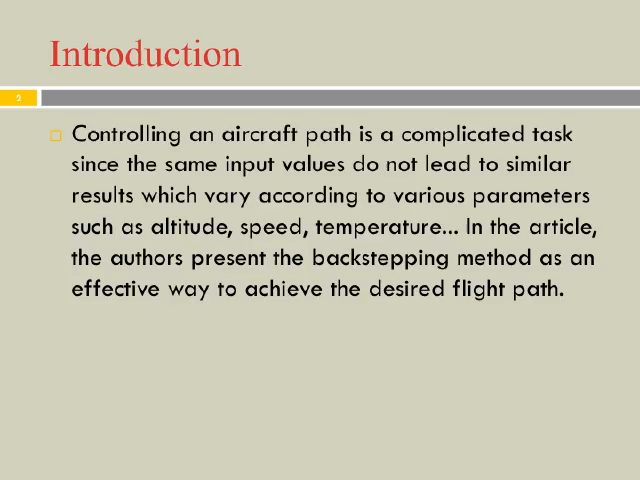 Introduction
2
Controlling an aircraft path is a complicated task
since the same input values do not lead to similar
results which vary according to various parameters
such as altitude, speed, temperature... In the article,
the authors present the backstepping method as an
effective way to achieve the desired flight path.